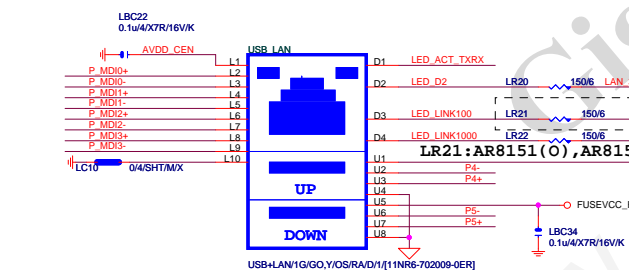 LBC22
0.1u/4/X7R/16V/K
AVDD_CEN
USB_LAN
L1
L2
L3
L4
L5
L6
L7
L8
L9
L10
P_MDI0+
P_MDI0-
P_MDI1+
P_MDI1-
P_MDI2+
P_MDI2-
P_MDI3+
P_MDI3-
LC10
0/4/SHT/M/X
D1
LED_ACT_TXRX
D2
LED_D2
LR20
150/6
LAN
D3
LED_LINK100
LR21
150/6
D4
LED_LINK1000
150/6
LR21:AR8151(O),AR815
U1
U2
P4-
U3
P4+
U4
U5
FUSEVCC_
U6
P5-
U7
P5+
U8
UP
DOWN
LBC34
0.1u/4/X7R/16V/K
USB+LAN/1G/GO,Y/OS/RA/D/1/[11NR6-702009-0ER]
Gis